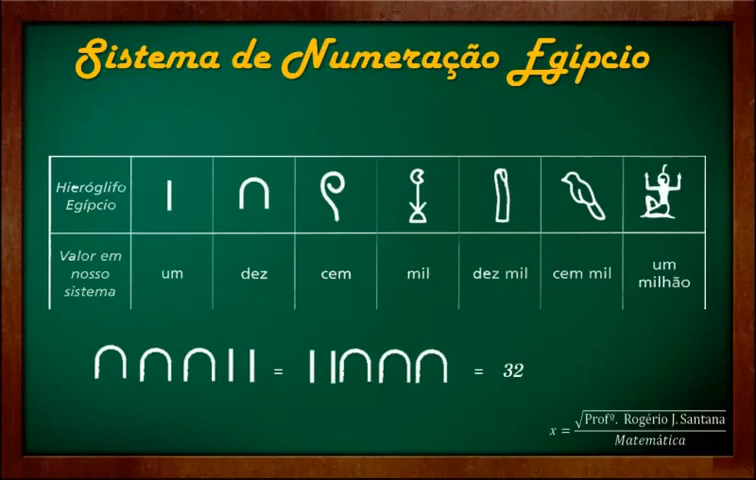 Sistema de Numeração Egípcio
Hieróglifo
Egípcio
Valor em
nosso
sistema
um
dez
cem
mil
dez mil
cem mil
um
milhão
= = 32
x = √Profº. Rogério J. Santana
Matemática